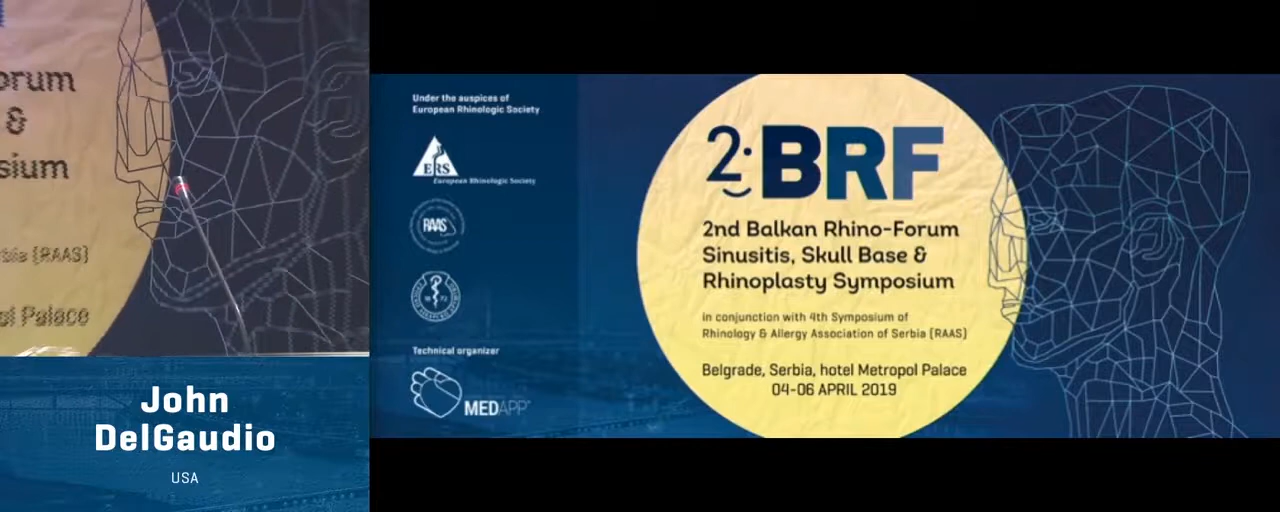 orum
&
sium
bia (RAAS)
ol Palace
John
DelGaudio
USA
Under the auspices of
European Rhinologic Society
ERS
European Rhinologic Society
RAAS
Technical organizer
MEDAPP
2. BRF
2nd Balkan Rhino-Forum
Sinusitis, Skull Base &
Rhinoplasty Symposium
in conjunction with 4th Symposium of
Rhinology & Allergy Association of Serbia (RAAS)
Belgrade, Serbia, hotel Metropol Palace
04-06 APRIL 2019